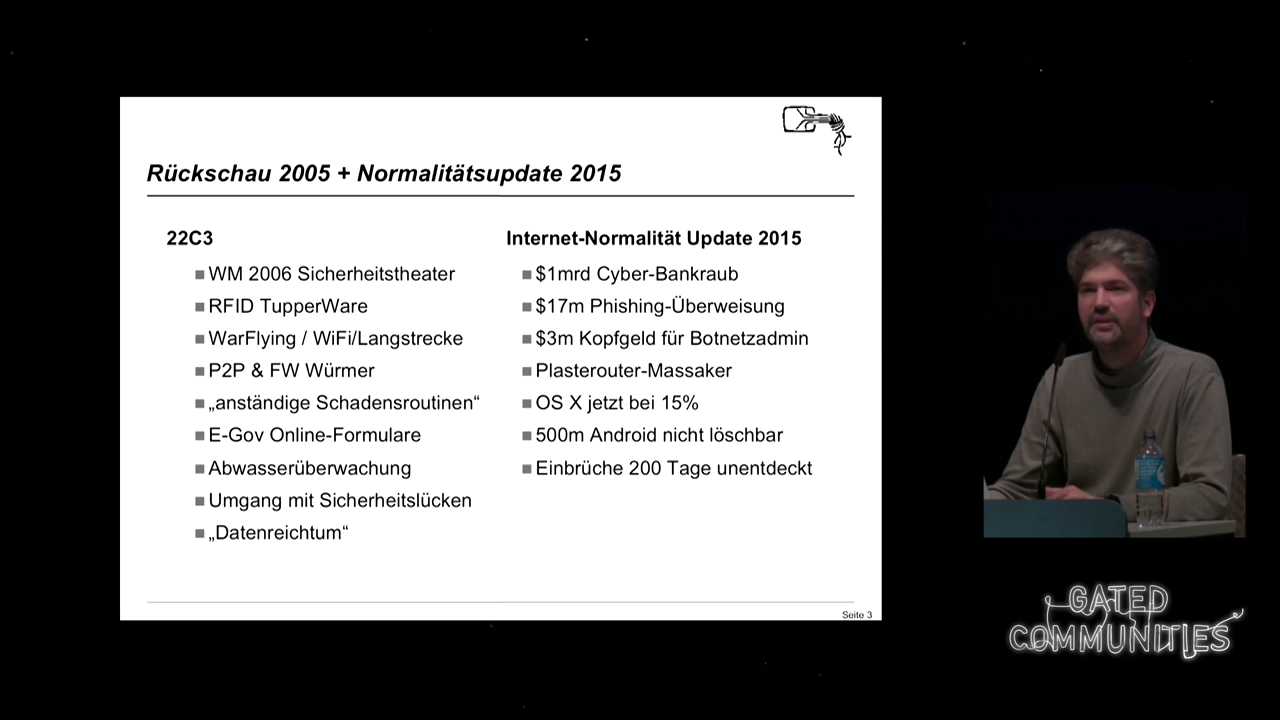 Rückschau 2005 + Normalitätsupdate 2015
22C3
WM 2006 Sicherheitstheater
RFID TupperWare
WarFlying / WiFi/Langstrecke
P2P & FW Würmer
„anständige Schadensroutinen“
E-Gov Online-Formulare
Abwasserüberwachung
Umgang mit Sicherheitslücken
„Datenreichtum“
Internet-Normalität Update 2015
$1mrd Cyber-Bankraub
$17m Phishing-Überweisung
$3m Kopfgeld für Botnetzadmin
Plasterouter-Massaker
OS X jetzt bei 15%
500m Android nicht löschbar
Einbrüche 200 Tage unentdeckt
Seite 3
GATED
COMMUNITIES